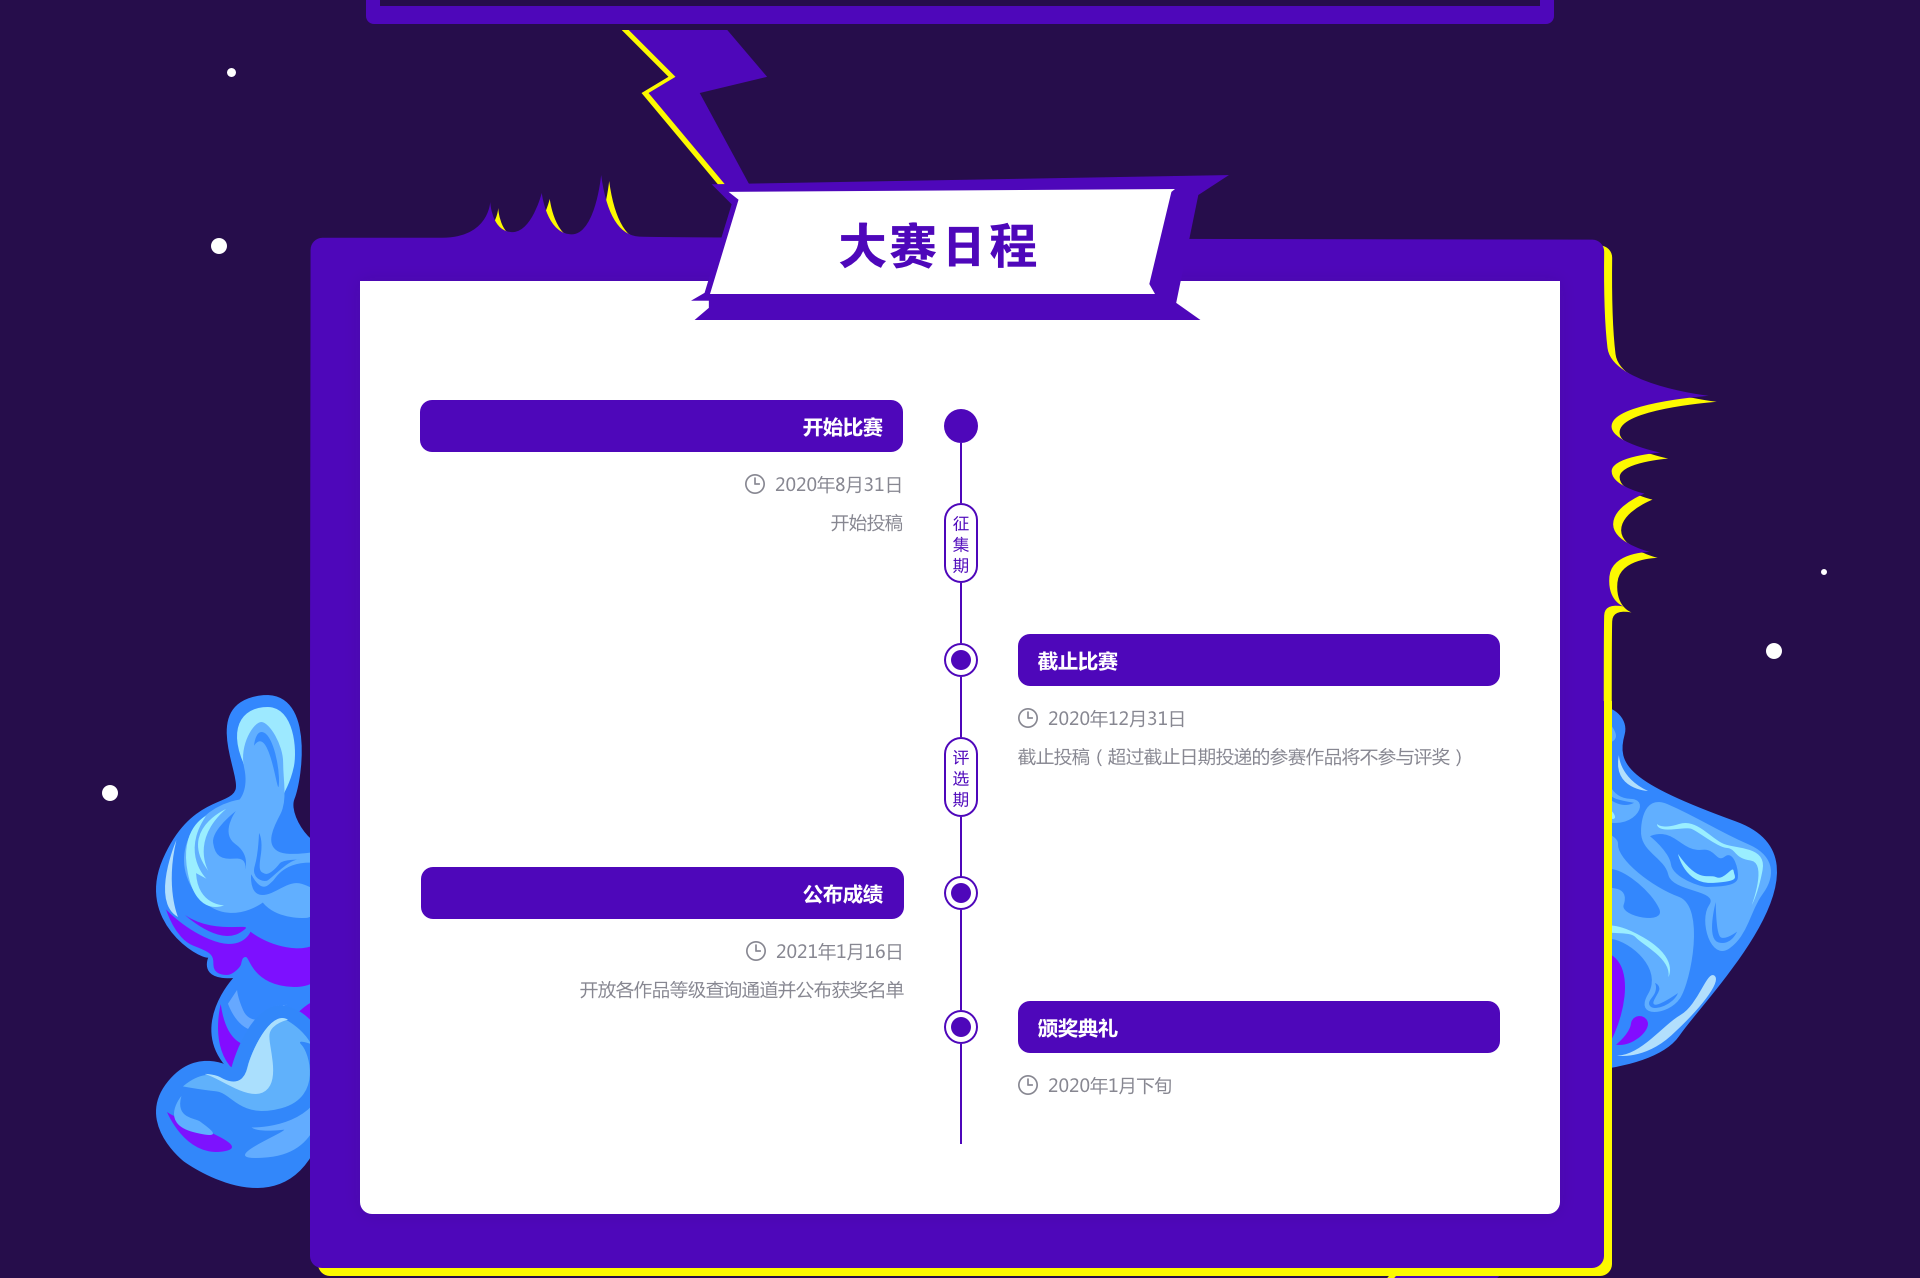 大赛日程
开始比赛
2020年8月31日
开始投稿
征集期
截止比赛
2020年12月31日
截止投稿（超过截止日期投递的参赛作品将不参与评奖）
评选期
公布成绩
2021年1月16日
开放各作品等级查询通道并公布获奖名单
颁奖典礼
2020年1月下旬